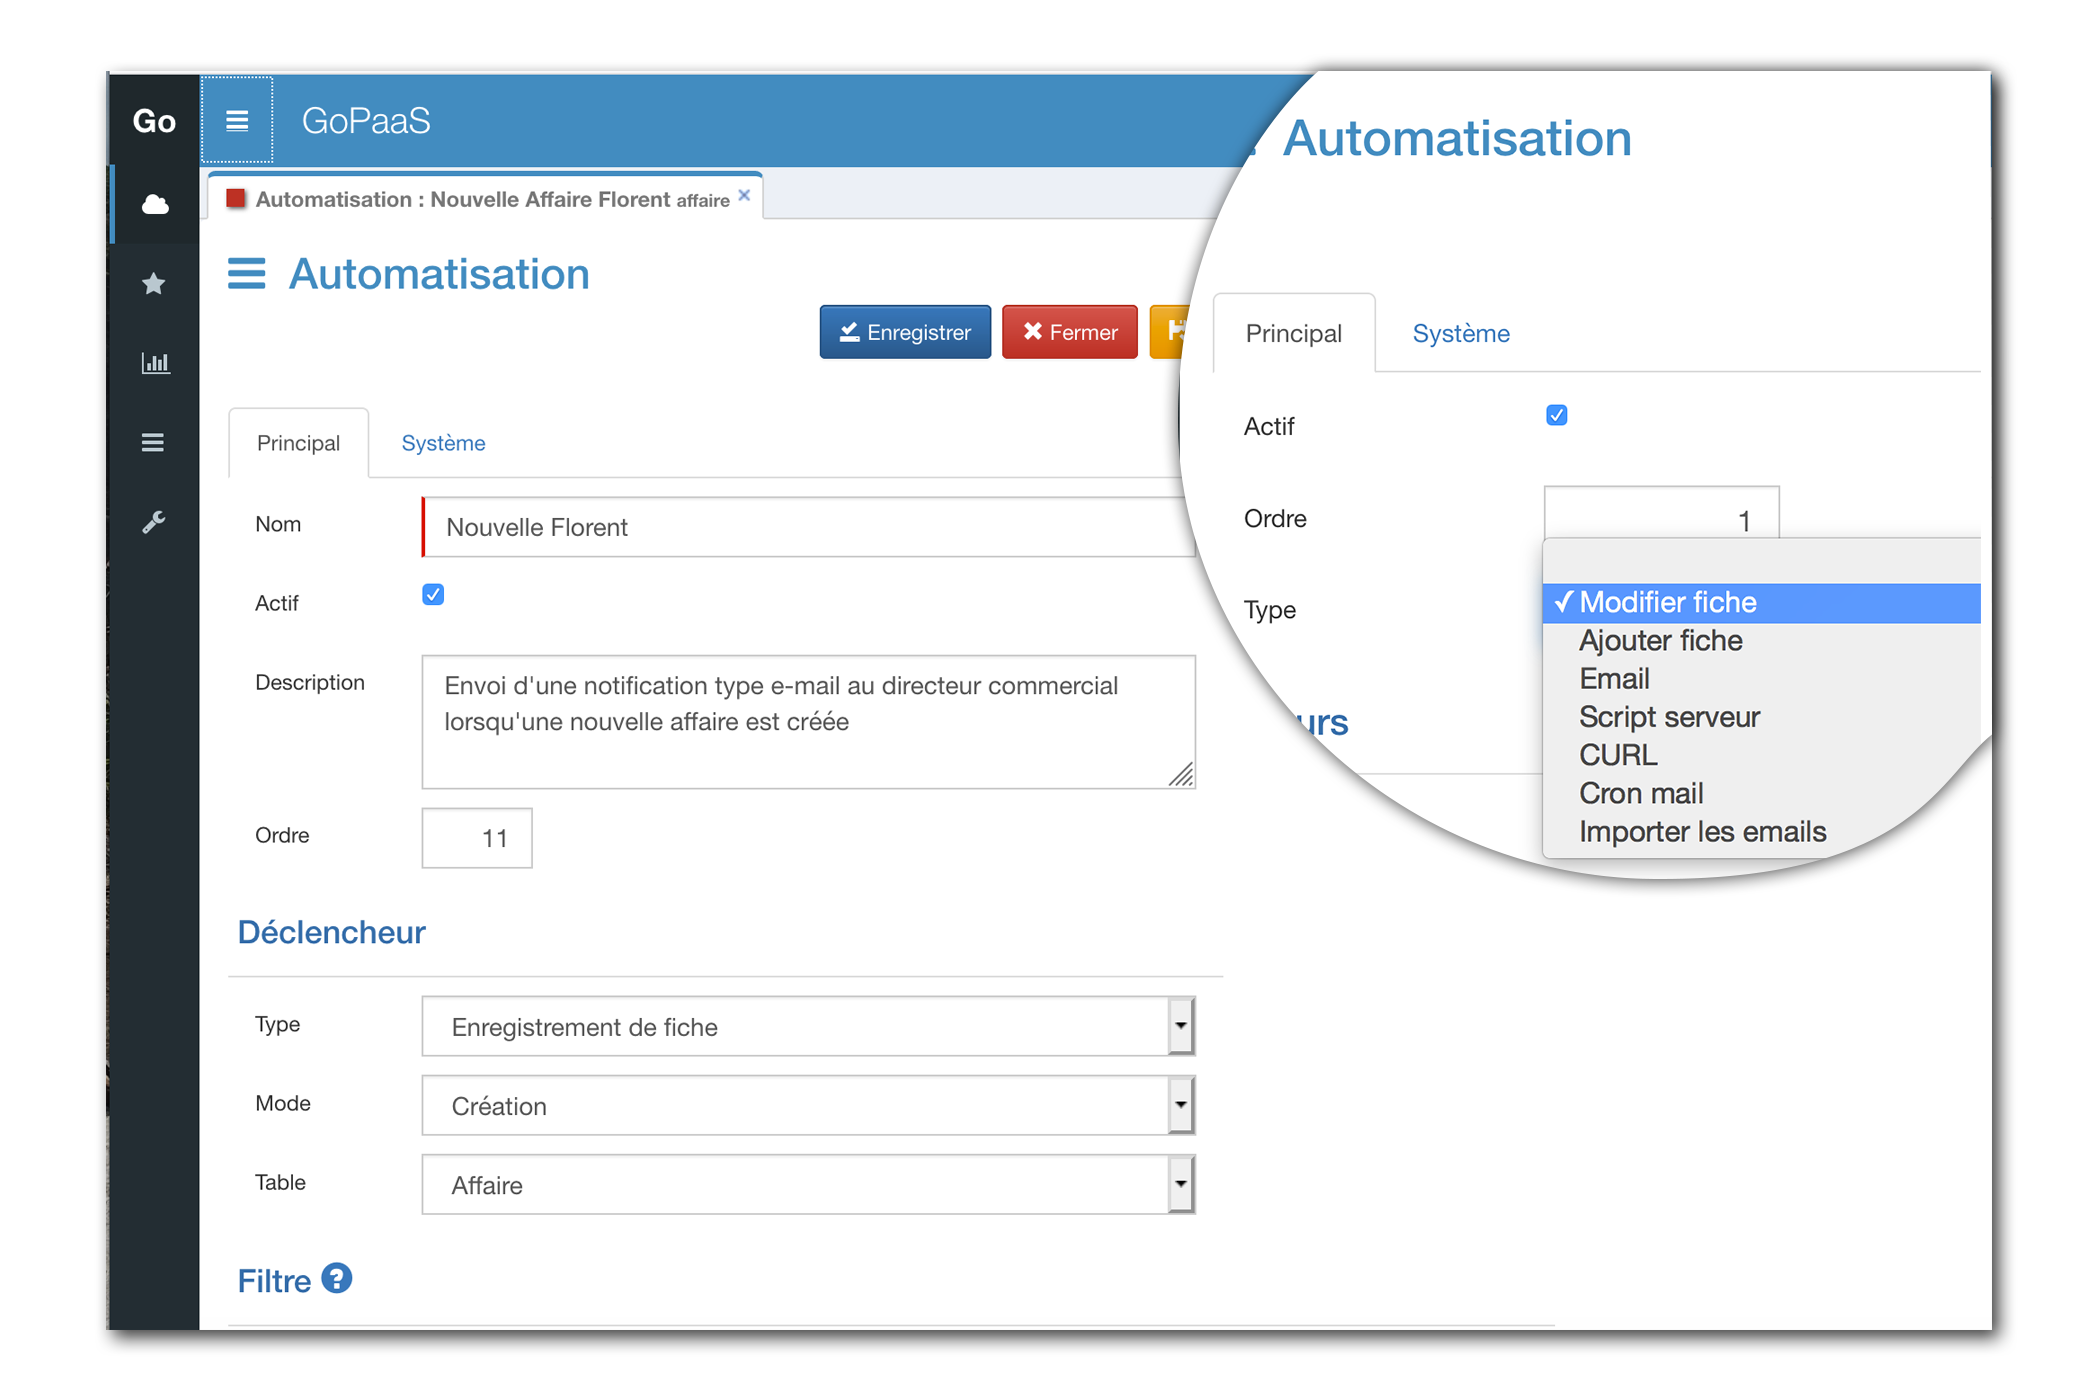 Go
GoPaaS
Automatisation : Nouvelle Affaire Florent affaire ×
Automatisation
Enregistrer
Fermer
Principal
Système
Nom
Nouvelle Florent
Actif
Description
Envoi d'une notification type e-mail au directeur commercial
lorsqu'une nouvelle affaire est créée
Ordre
11
Déclencheur
Type
Enregistrement de fiche
Mode
Création
Table
Affaire
Filtre ?
Automatisation
Principal
Système
Actif
Ordre
1
Type
✓ Modifier fiche
Ajouter fiche
Email
Script serveur
CURL
Cron mail
Importer les emails
urs